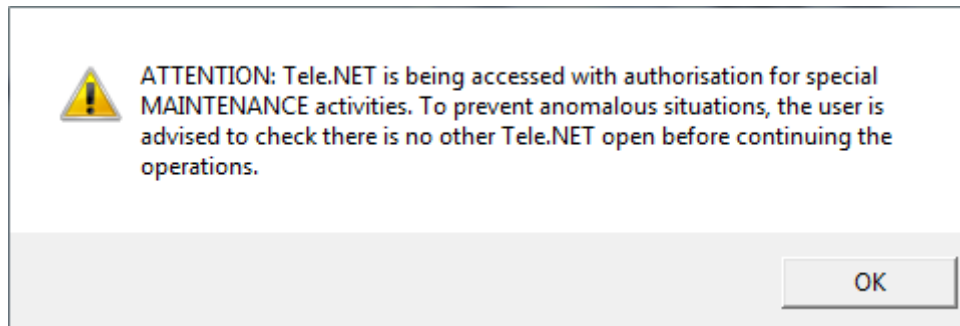 ATTENTION: Tele.NET is being accessed with authorisation for special
MAINTENANCE activities. To prevent anomalous situations, the user is
advised to check there is no other Tele.NET open before continuing the
operations.
OK